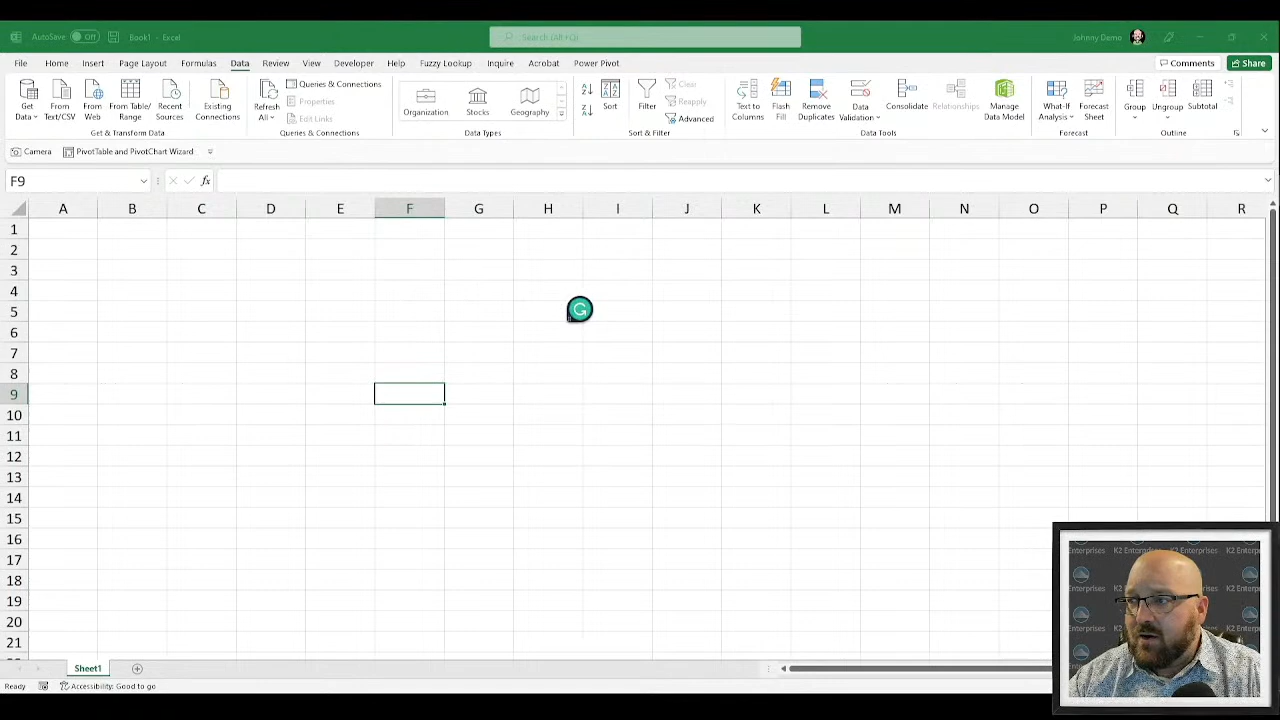 AutoSave Off Book1 - Excel Search (Alt+Q) Johnny Demo
File Home Insert Page Layout Formulas Data Review View Developer Help Fuzzy Lookup Inquire Acrobat Power Pivot Comments Share
Get Data From Text/CSV From Web From Table/ Range Recent Sources Existing Connections
Get & Transform Data
Refresh All Queries & Connections
Properties
Edit Links
Queries & Connections
Organization Stocks Geography
Data Types
Sort Filter Clear
Reapply
Advanced
Sort & Filter
Text to Columns Flash Fill Remove Duplicates Data Validation Consolidate Relationships Manage Data Model
Data Tools
What-If Analysis Forecast Sheet
Forecast
Group Ungroup Subtotal
Outline
Camera PivotTable and PivotChart Wizard
F9 fx
A B C D E F G H I J K L M N O P Q R
1
2
3
4
5
6
7
8
9
10
11
12
13
14
15
16
17
18
19
20
21
K2 Enterprises
Sheet1
Ready Accessibility: Good to go